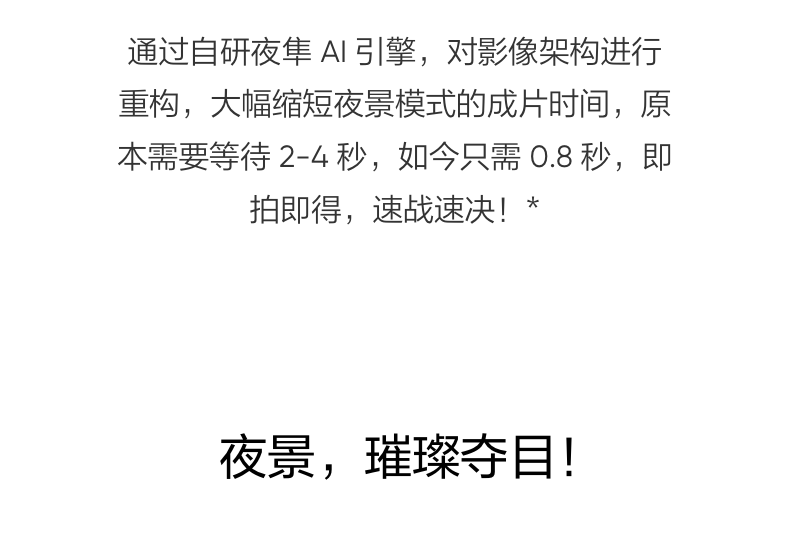 通过自研夜隼 AI 引擎，对影像架构进行
重构，大幅缩短夜景模式的成片时间，原
本需要等待 2-4 秒，如今只需 0.8 秒，即
拍即得，速战速决！*
夜景，璀璨夺目！